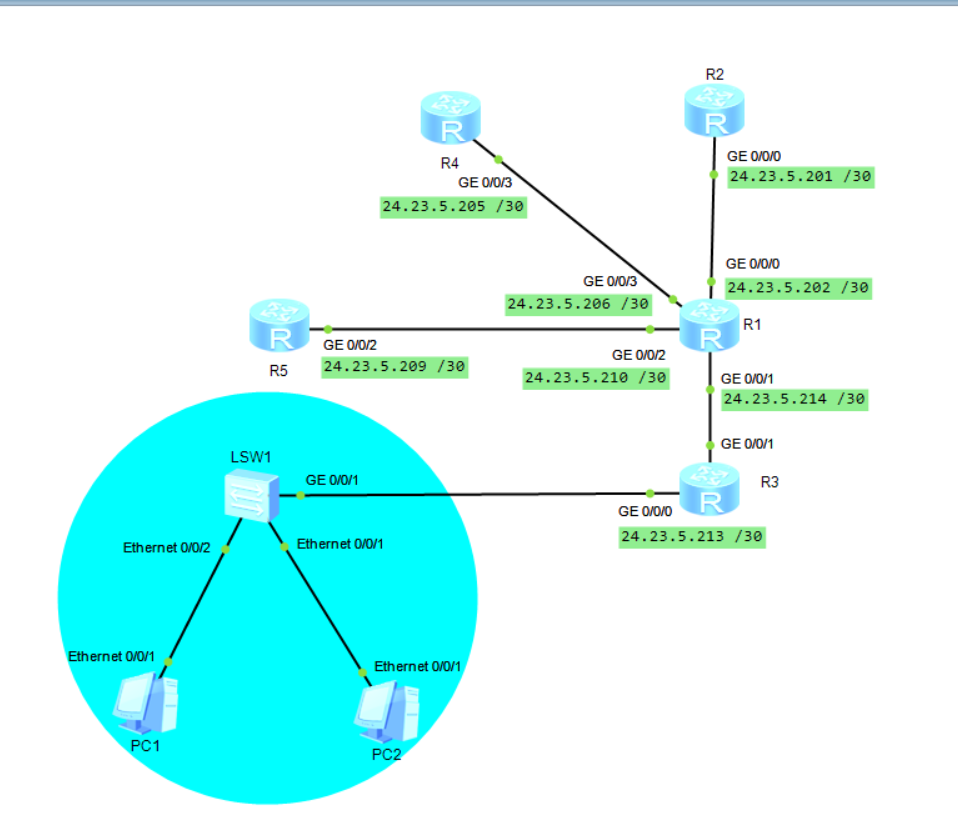 R2
R4
GE 0/0/0
24.23.5.201 /30
GE 0/0/3
24.23.5.205 /30
GE 0/0/0
24.23.5.202 /30
GE 0/0/3
24.23.5.206 /30
R1
R5
GE 0/0/2
24.23.5.209 /30
GE 0/0/2
24.23.5.210 /30
GE 0/0/1
24.23.5.214 /30
GE 0/0/1
R3
LSW1
GE 0/0/1
GE 0/0/0
24.23.5.213 /30
Ethernet 0/0/2
Ethernet 0/0/1
Ethernet 0/0/1
Ethernet 0/0/1
PC1
PC2
R
R
R
R
R